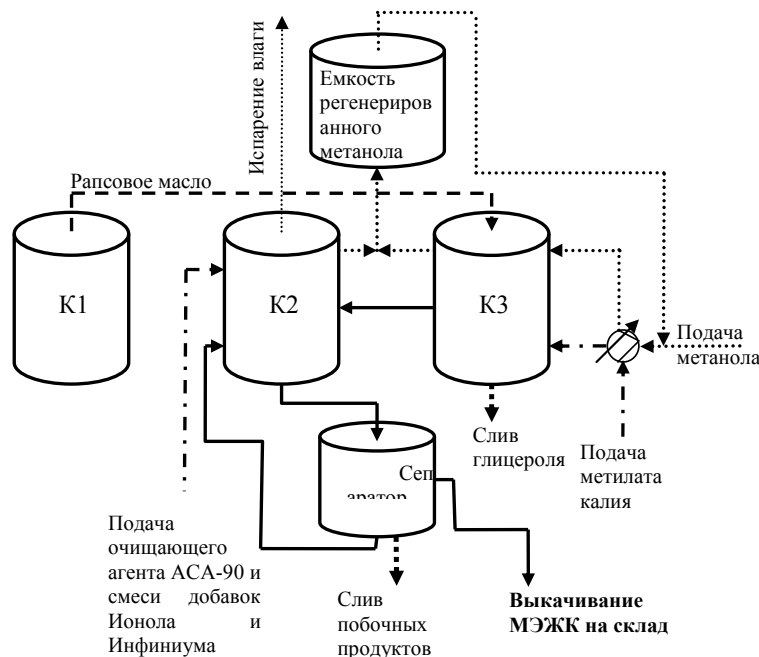 Испарение влаги
Емкость
регенериров
анного
метанола
Рапсовое масло
К1
К2
К3
Подача
метанола
Слив
глицероля
Подача
метилата
калия
Сеп
аратор
Подача
очищающего
агента АСА-90 и
смеси добавок
Ионола и
Инфиниума
Слив
побочных
продуктов
Выкачивание
МЭЖК на склад